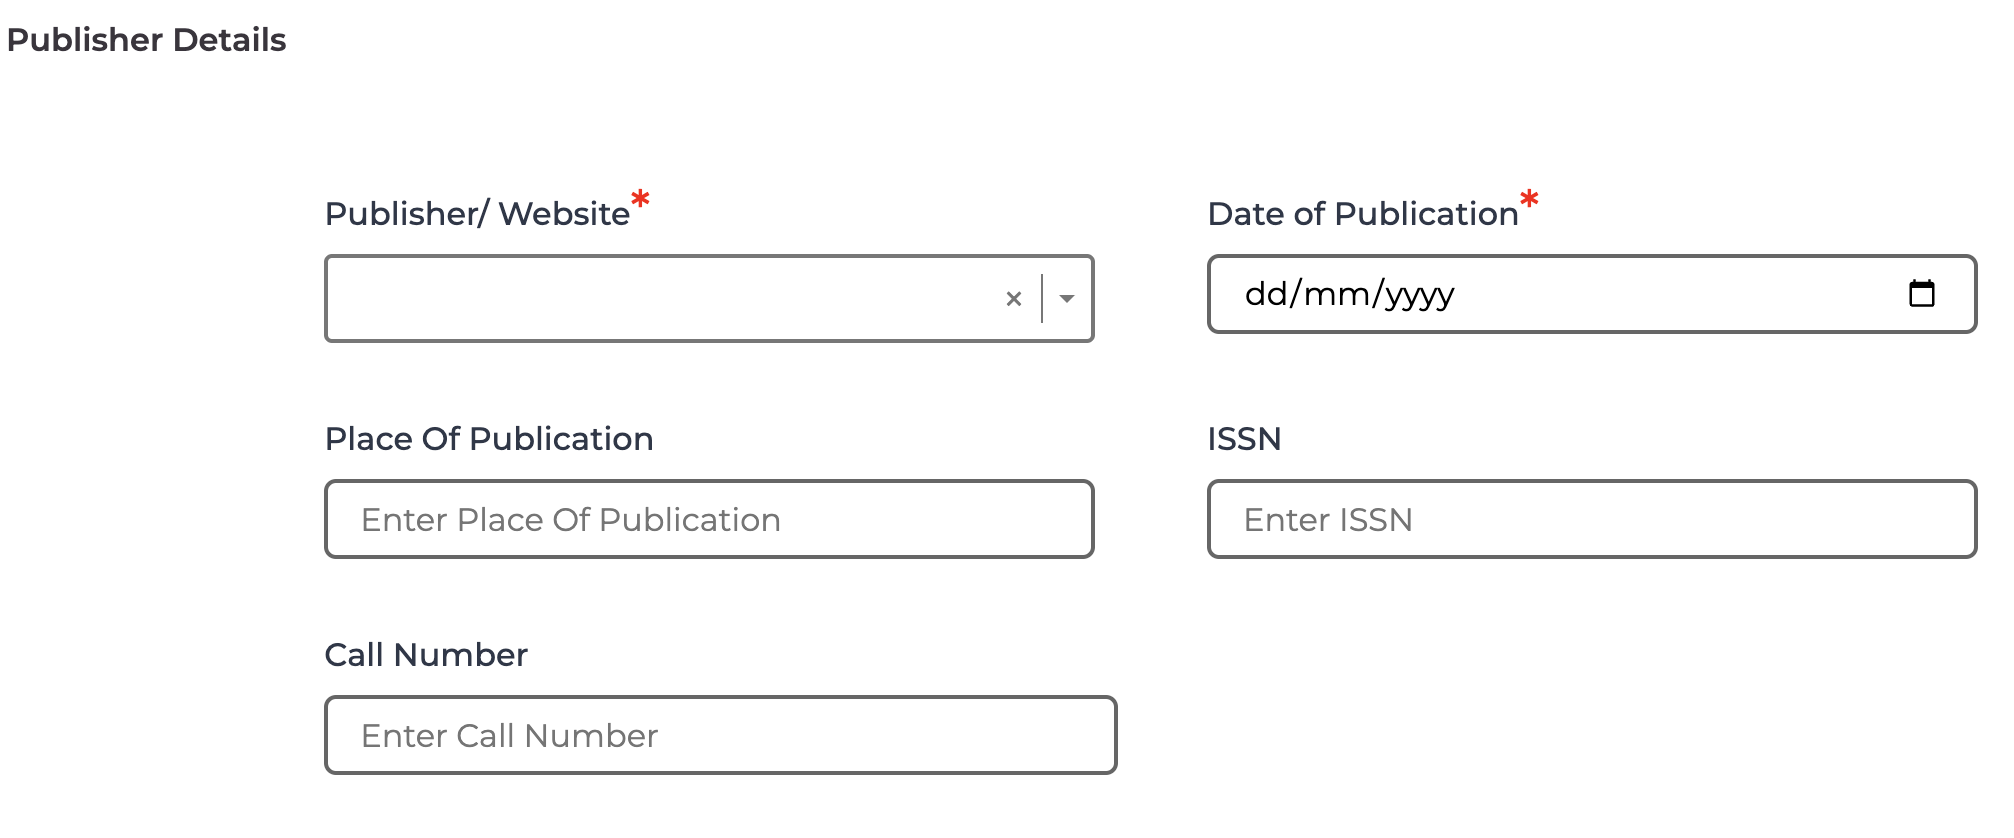 Publisher Details
Publisher/ Website*
Date of Publication*
dd/mm/yyyy
Place Of Publication
ISSN
Enter Place Of Publication
Enter ISSN
Call Number
Enter Call Number